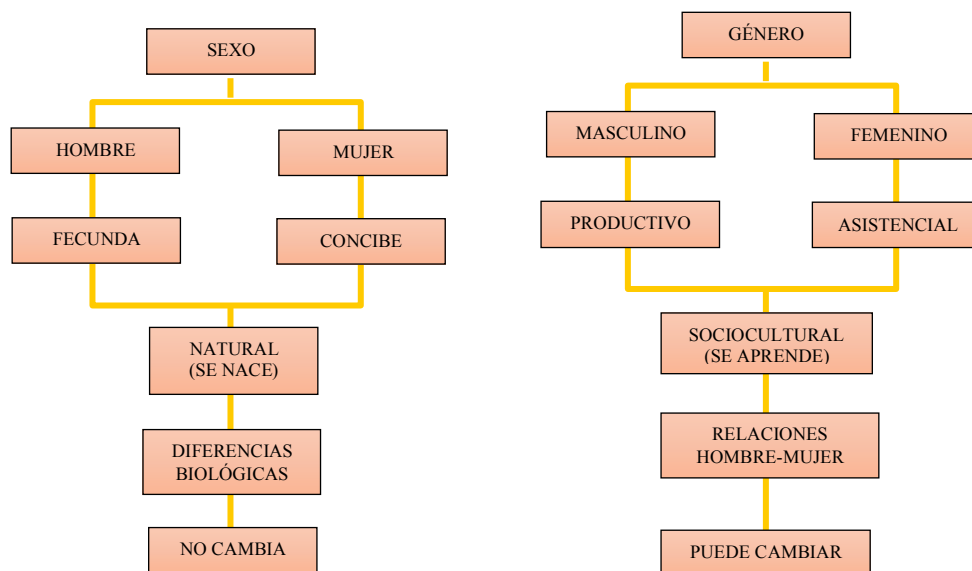 SEXO
HOMBRE
MUJER
FECUNDA
CONCIBE
NATURAL
(SE NACE)
DIFERENCIAS
BIOLÓGICAS
NO CAMBIA
GÉNERO
MASCULINO
FEMENINO
PRODUCTIVO
ASISTENCIAL
SOCIOCULTURAL
(SE APRENDE)
RELACIONES
HOMBRE-MUJER
PUEDE CAMBIAR